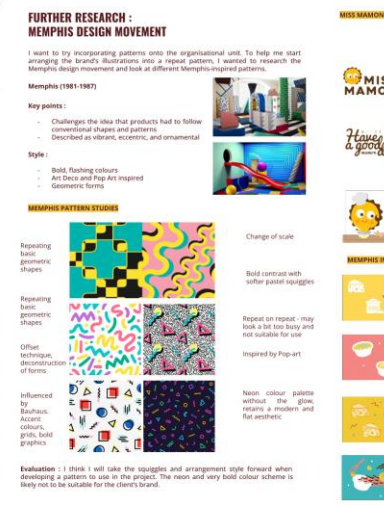 FURTHER RESEARCH :
MEMPHIS DESIGN MOVEMENT
I want to try incorporating patterns onto the organisational unit. To help me start
arranging the brand's illustrations into a repeat pattern, I wanted to research the
Memphis design movement and look at different Memphis-inspired patterns.
Memphis (1981-1987)
Key points :
- Challenges the idea that products had to follow
conventional shapes and patterns
- Described as vibrant, eccentric, and ornamental
Style :
- Bold, flashing colours
- Art Deco and Pop Art inspired
- Geometric forms
MEMPHIS PATTERN STUDIES
Repeating
basic
geometric
shapes
Repeating
basic
geometric
shapes
Offset
technique,
deconstruction
of forms
Influenced
by
Bauhaus.
Accent
colours,
grids, bold
graphics
Change of scale
Bold contrast with
softer pastel squiggles
Repeat on repeat - may
look a bit too busy and
not suitable for use
Inspired by Pop-art
Neon colour palette
without the glow,
retains a modern and
flat aesthetic
Evaluation : I think I will take the squiggles and arrangement style forward when
developing a pattern to use in the project. The neon and very bold colour scheme is
likely not to be suitable for the client's brand.
MISS MAMON
MIS
MAMO
Have
a good
MEMPHIS IN